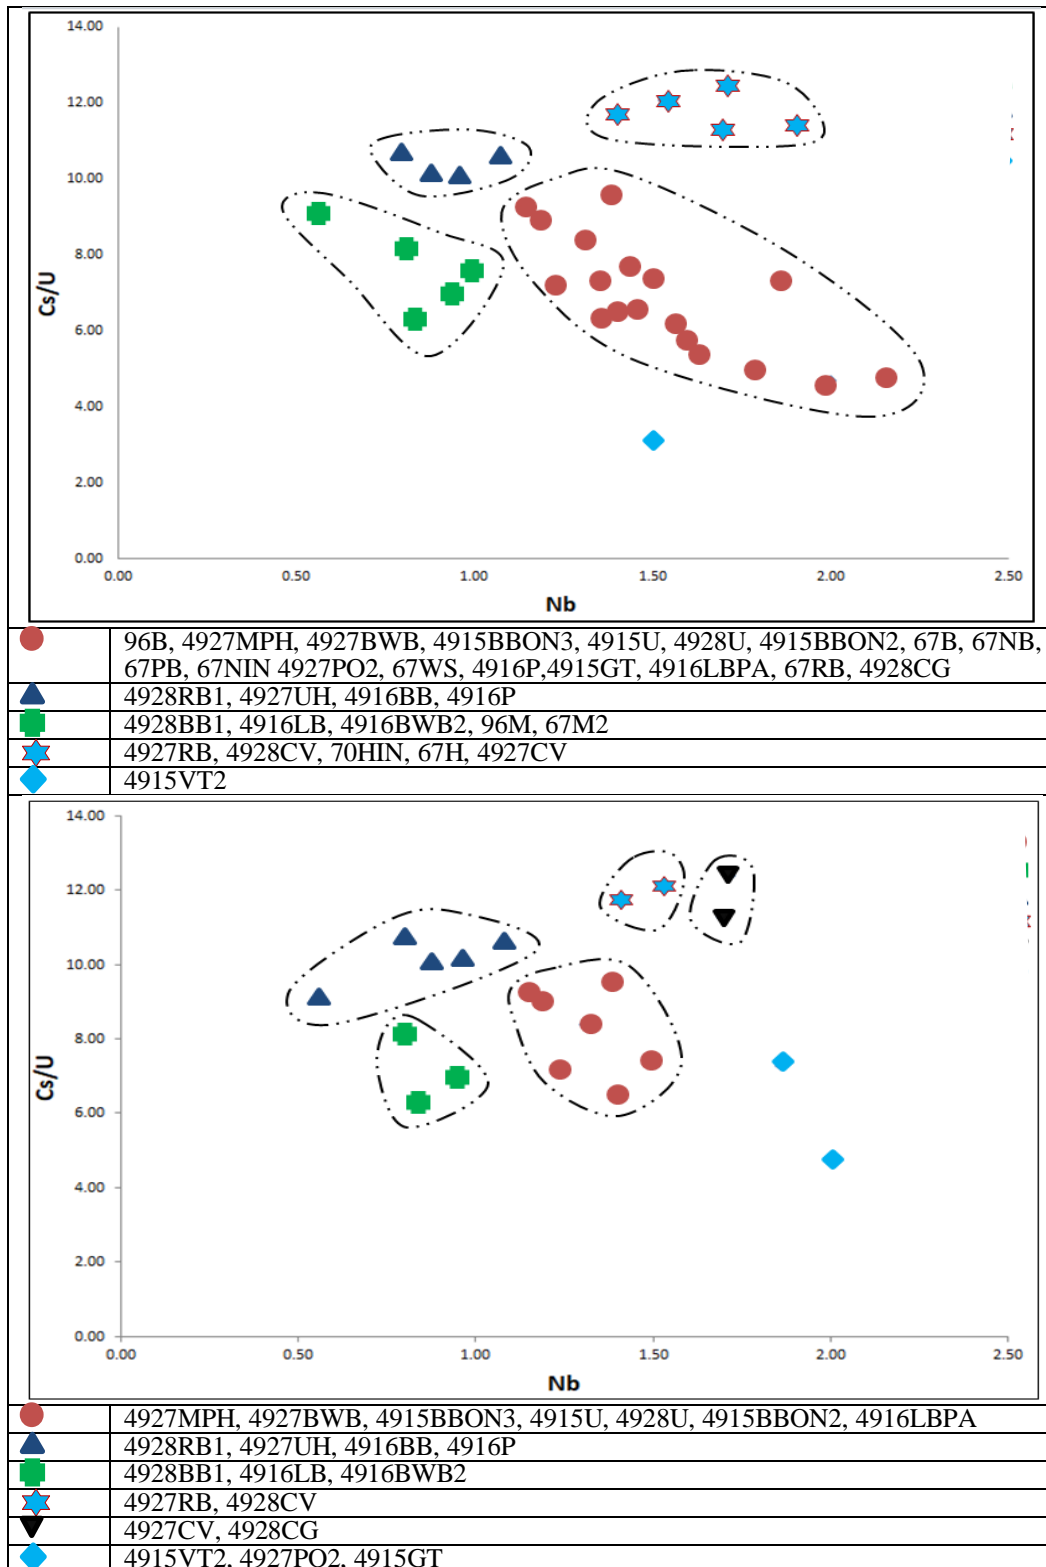 14.00
12.00
10.00
8.00
6.00
4.00
2.00
0.00
Cs/U
0.00 0.50 1.00 1.50 2.00 2.50
Nb
96B, 4927MPH, 4927BWB, 4915BBON3, 4915U, 4928U, 4915BBON2, 67B, 67NB,
67PB, 67NIN 4927PO2, 67WS, 4916P,4915GT, 4916LBPA, 67RB, 4928CG
4928RB1, 4927UH, 4916BB, 4916P
4928BB1, 4916LB, 4916BWB2, 96M, 67M2
4927RB, 4928CV, 70HIN, 67H, 4927CV
4915VT2
14.00
12.00
10.00
8.00
6.00
4.00
2.00
0.00
Cs/U
0.00 0.50 1.00 1.50 2.00 2.50
Nb
4927MPH, 4927BWB, 4915BBON3, 4915U, 4928U, 4915BBON2, 4916LBPA
4928RB1, 4927UH, 4916BB, 4916P
4928BB1, 4916LB, 4916BWB2
4927RB, 4928CV
4927CV, 4928CG
4915VT2, 4927PO2, 4915GT